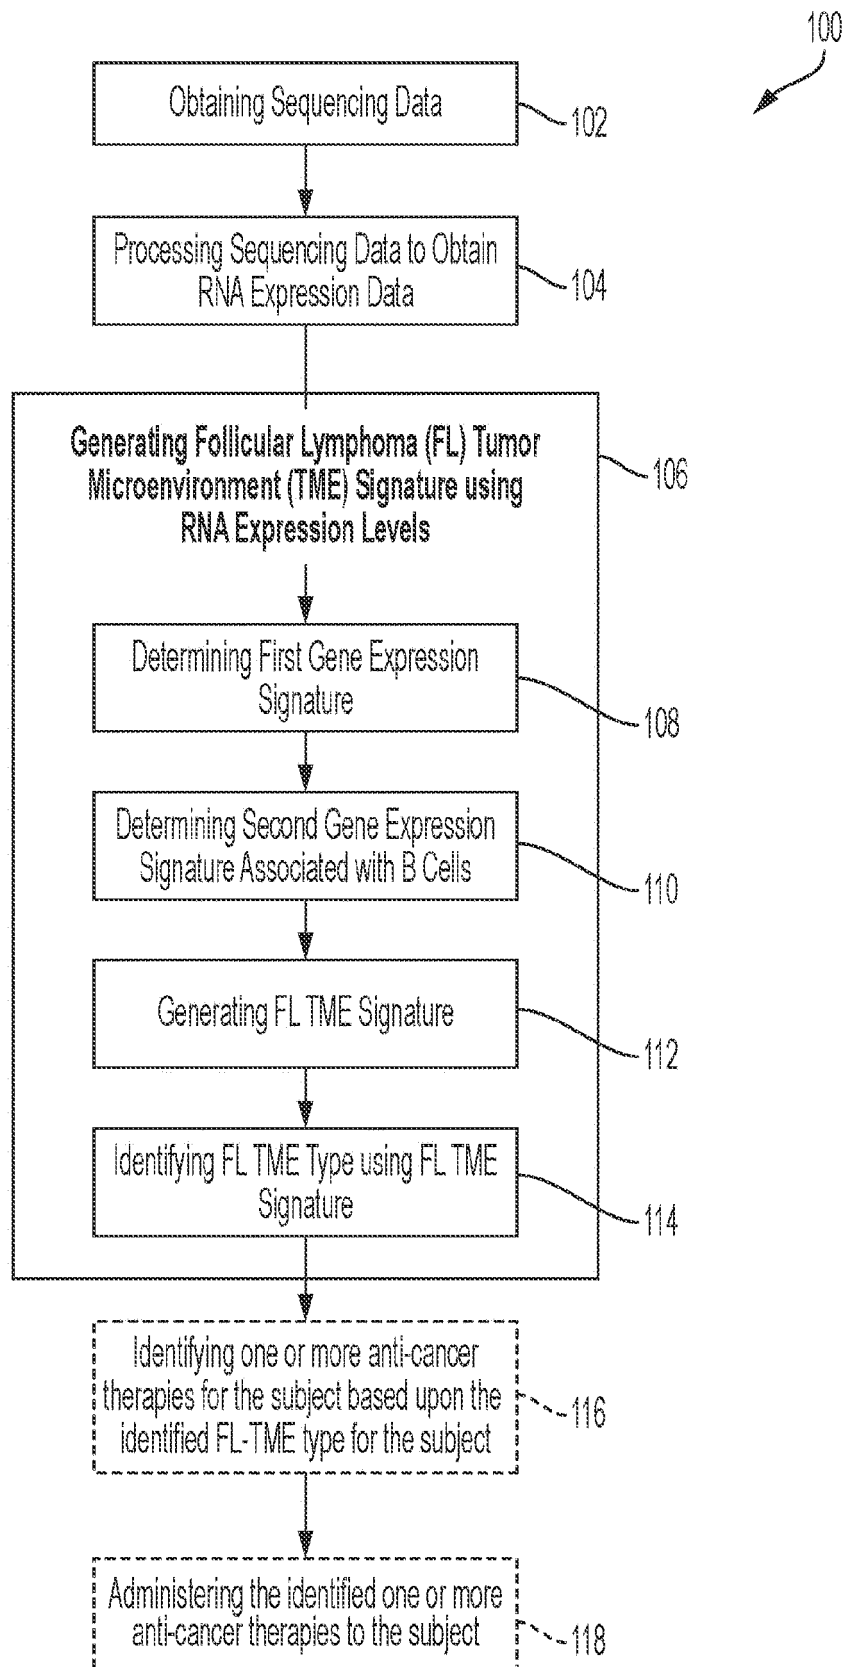 100
Obtaining Sequencing Data
102
Processing Sequencing Data to Obtain
RNA Expression Data
104
Generating Follicular Lymphoma (FL) Tumor
Microenvironment (TME) Signature using
RNA Expression Levels
106
Determining First Gene Expression
Signature
108
Determining Second Gene Expression
Signature Associated with B Cells
110
Generating FL TME Signature
112
Identifying FL TME Type using FL TME
Signature
114
Identifying one or more anti-cancer
therapies for the subject based upon the
identified FL-TME type for the subject
116
Administering the identified one or more
anti-cancer therapies to the subject
118